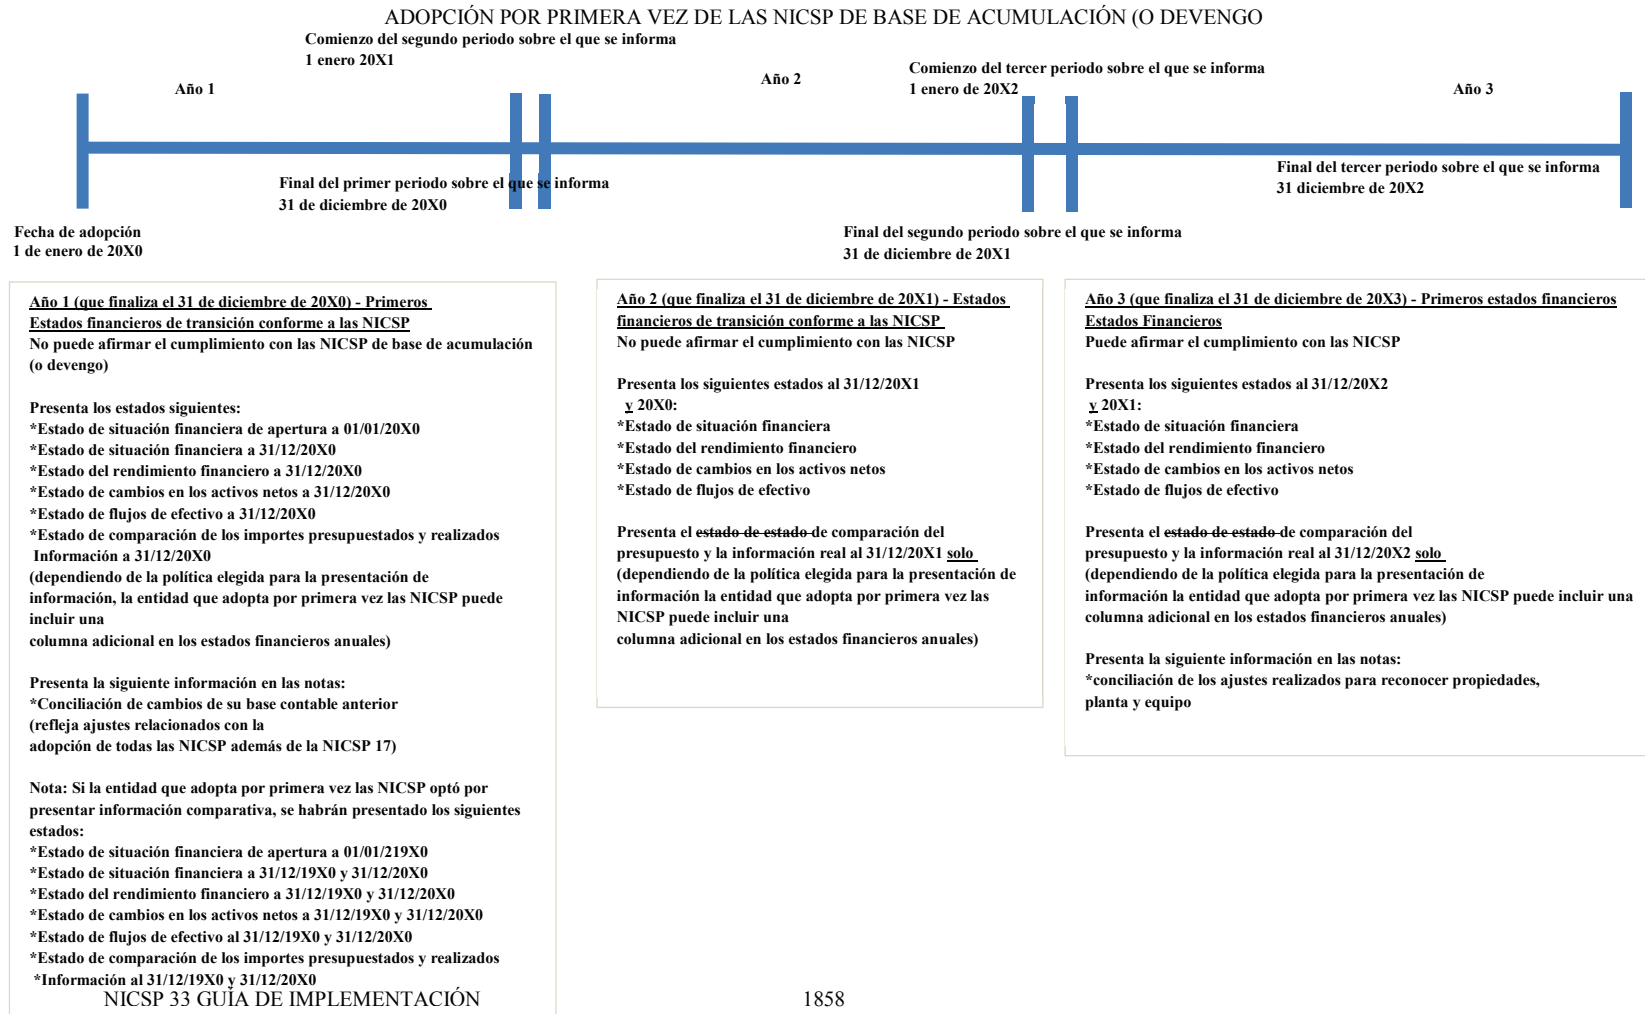 ADOPCIÓN POR PRIMERA VEZ DE LAS NICSP DE BASE DE ACUMULACIÓN (O DEVENGO
Comienzo del segundo periodo sobre el que se informa
1 enero 20X1
Año 1
Año 2
Comienzo del tercer periodo sobre el que se informa
1 enero de 20X2
Año 3
Final del primer periodo sobre el que se informa
31 de diciembre de 20X0
Final del tercer periodo sobre el que se informa
31 diciembre de 20X2
Fecha de adopción
1 de enero de 20X0
Final del segundo periodo sobre el que se informa
31 de diciembre de 20X1
Año 1 (que finaliza el 31 de diciembre de 20X0) - Primeros
Estados financieros de transición conforme a las NICSP
No puede afirmar el cumplimiento con las NICSP de base de acumulación
(o devengo)
Presenta los estados siguientes:
*Estado de situación financiera de apertura a 01/01/20X0
*Estado de situación financiera a 31/12/20X0
*Estado del rendimiento financiero a 31/12/20X0
*Estado de cambios en los activos netos a 31/12/20X0
*Estado de flujos de efectivo a 31/12/20X0
*Estado de comparación de los importes presupuestados y realizados
Información a 31/12/20X0
(dependiendo de la política elegida para la presentación de
información, la entidad que adopta por primera vez las NICSP puede
incluir una
columna adicional en los estados financieros anuales)
Presenta la siguiente información en las notas:
*Conciliación de cambios de su base contable anterior
(refleja ajustes relacionados con la
adopción de todas las NICSP además de la NICSP 17)
Nota: Si la entidad que adopta por primera vez las NICSP optó por
presentar información comparativa, se habrán presentado los siguientes
estados:
*Estado de situación financiera de apertura a 01/01/219X0
*Estado de situación financiera a 31/12/19X0 y 31/12/20X0
*Estado del rendimiento financiero a 31/12/19X0 y 31/12/20X0
*Estado de cambios en los activos netos a 31/12/19X0 y 31/12/20X0
*Estado de flujos de efectivo al 31/12/19X0 y 31/12/20X0
*Estado de comparación de los importes presupuestados y realizados
*Información al 31/12/19X0 y 31/12/20X0
Año 2 (que finaliza el 31 de diciembre de 20X1) - Estados
financieros de transición conforme a las NICSP
No puede afirmar el cumplimiento con las NICSP
Presenta los siguientes estados al 31/12/20X1
y 20X0:
*Estado de situación financiera
*Estado del rendimiento financiero
*Estado de cambios en los activos netos
*Estado de flujos de efectivo
Presenta el estado de estado de comparación del
presupuesto y la información real al 31/12/20X1 solo
(dependiendo de la política elegida para la presentación de
información la entidad que adopta por primera vez las
NICSP puede incluir una
columna adicional en los estados financieros anuales)
Año 3 (que finaliza el 31 de diciembre de 20X3) - Primeros estados financieros
Estados Financieros
Puede afirmar el cumplimiento con las NICSP
Presenta los siguientes estados al 31/12/20X2
y 20X1:
*Estado de situación financiera
*Estado del rendimiento financiero
*Estado de cambios en los activos netos
*Estado de flujos de efectivo
Presenta el estado de estado de comparación del
presupuesto y la información real al 31/12/20X2 solo
(dependiendo de la política elegida para la presentación de
información la entidad que adopta por primera vez las NICSP puede incluir una
columna adicional en los estados financieros anuales)
Presenta la siguiente información en las notas:
*conciliación de los ajustes realizados para reconocer propiedades,
planta y equipo
NICSP 33 GUÍA DE IMPLEMENTACIÓN
1858